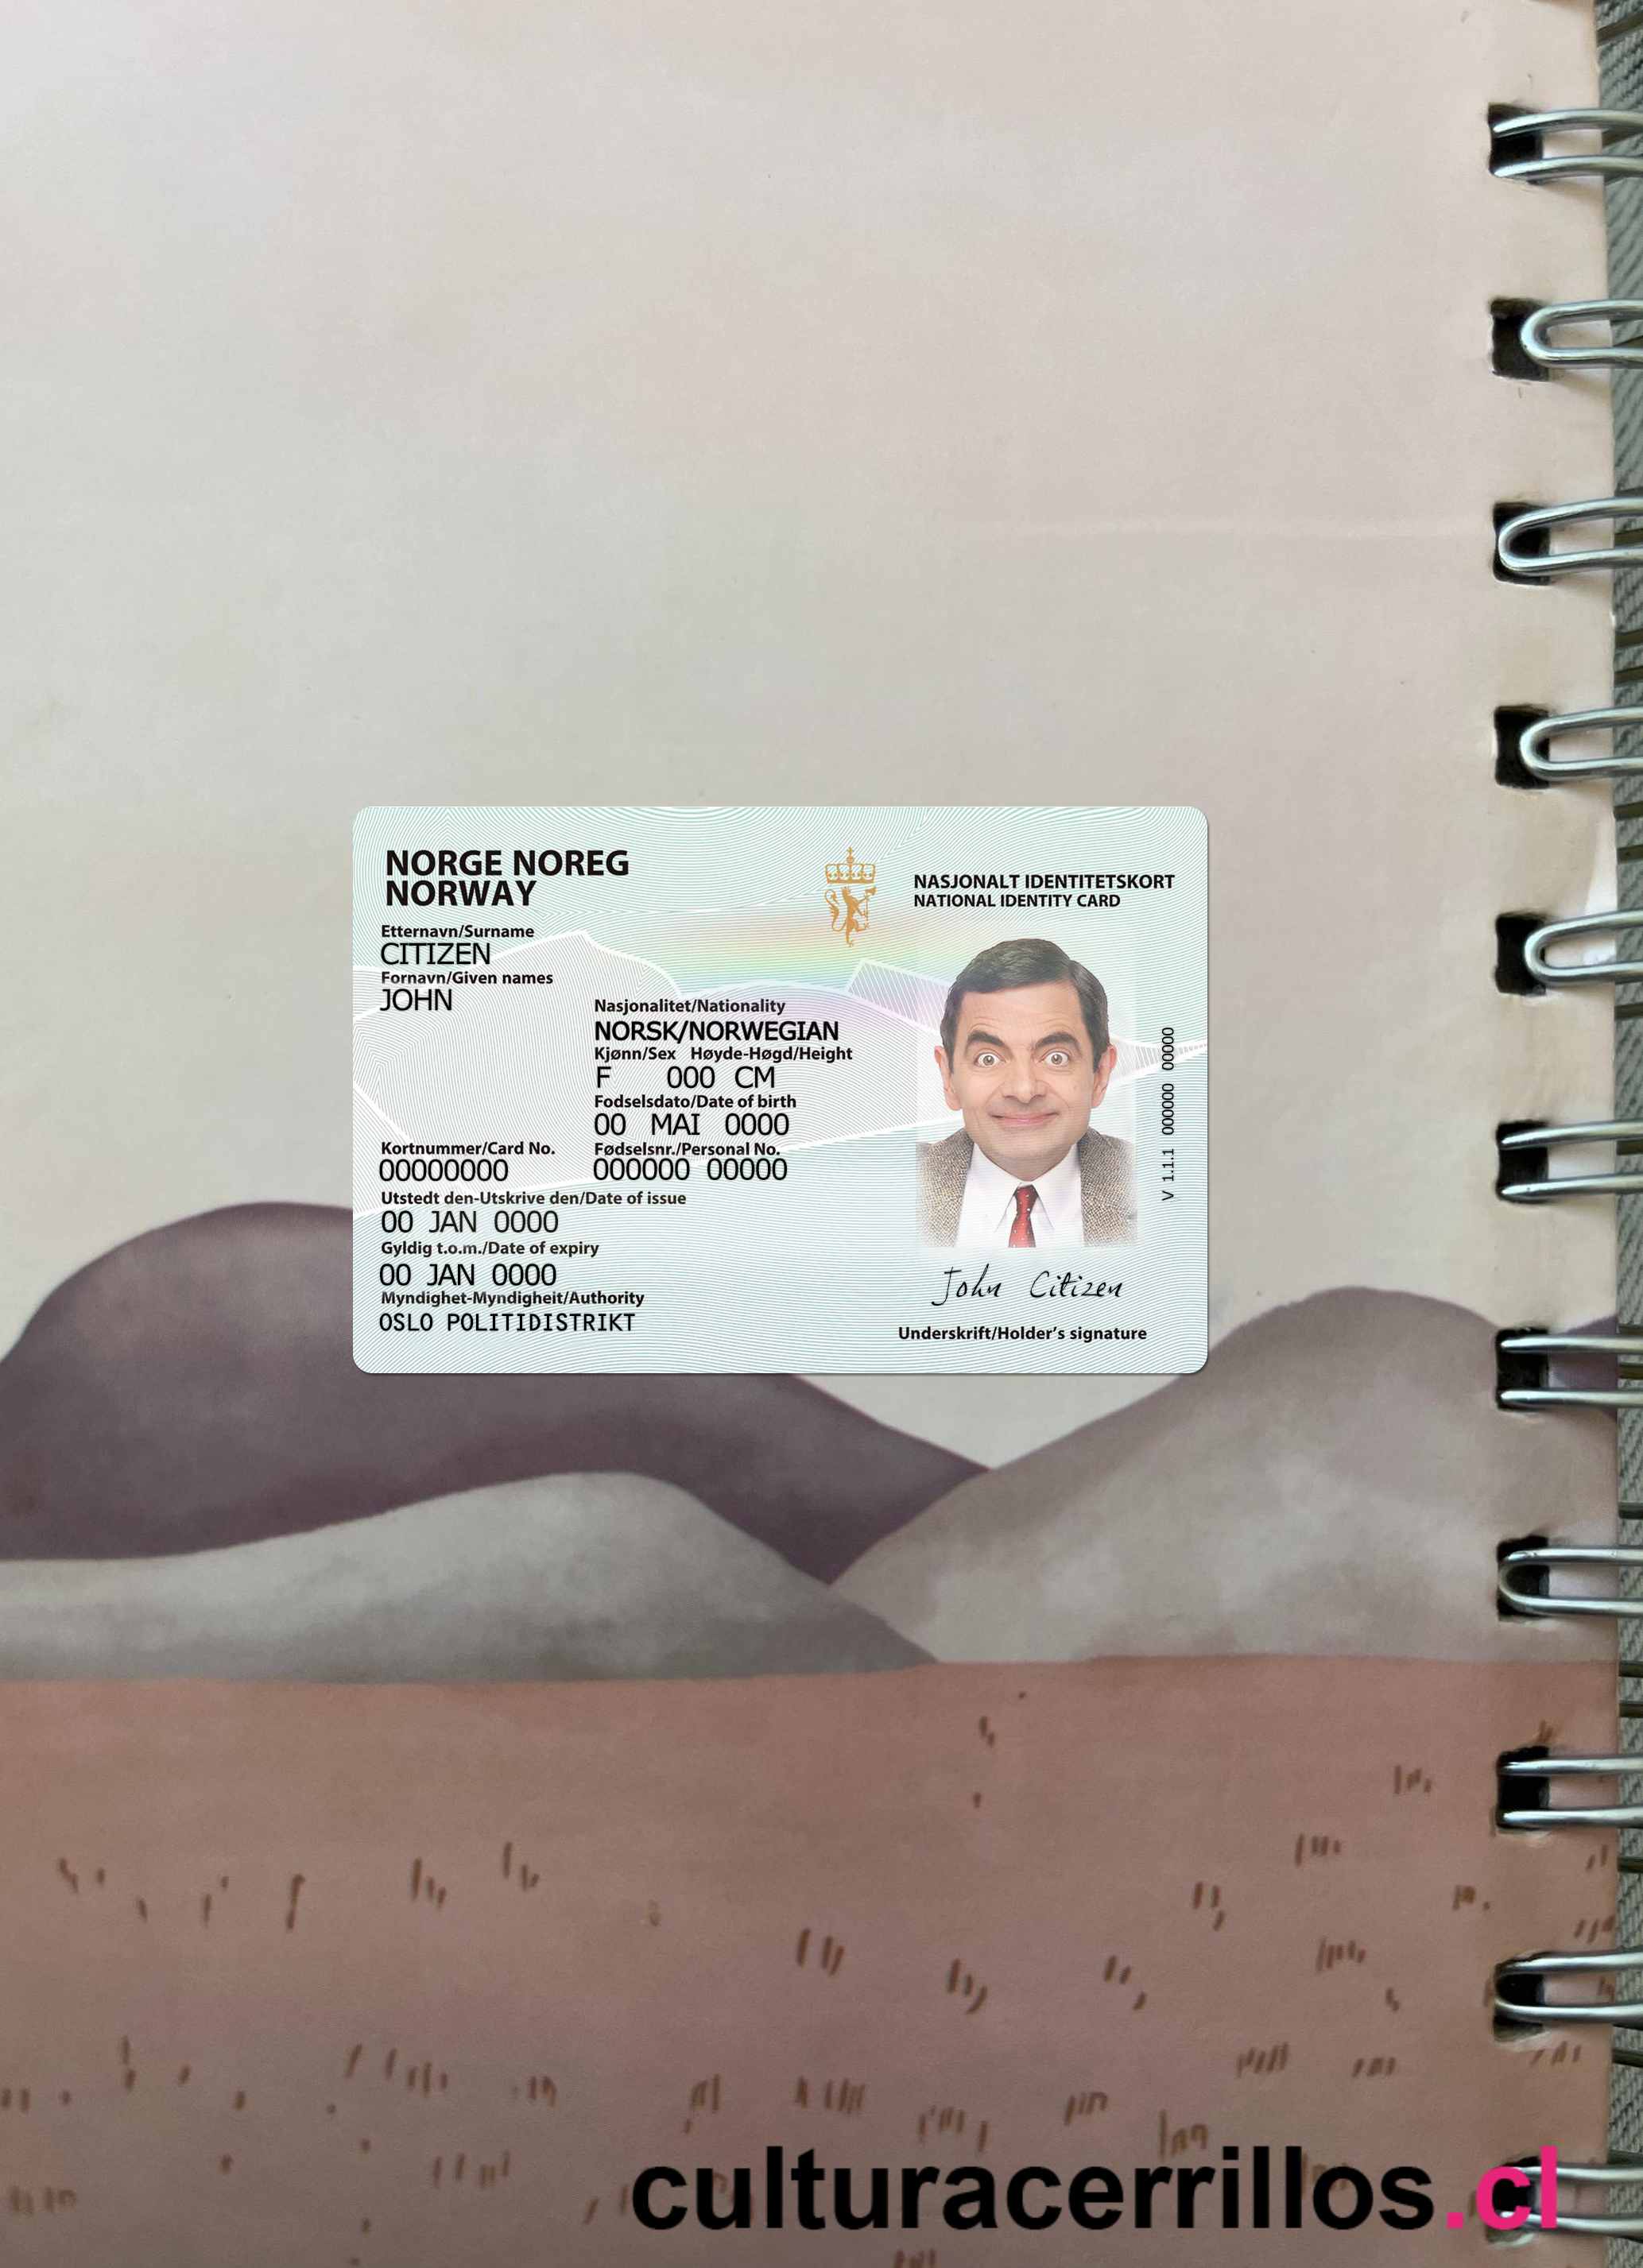 NORGE NOREG
NORWAY
NASJONALT IDENTITETSKORT
NATIONAL IDENTITY CARD
Etternavn/Surname
CITIZEN
Fornavn/Given names
JOHN
Nasjonalitet/Nationality
NORSK/NORWEGIAN
Kjønn/Sex Høyde-Høgd/Height
F 000 CM
Fodselsdato/Date of birth
00 MAI 0000
Kortnummer/Card No.
00000000
Fødselsnr./Personal No.
000000 00000
Utstedt den-Utskrive den/Date of issue
00 JAN 0000
Gyldig t.o.m./Date of expiry
00 JAN 0000
Myndighet-Myndigheit/Authority
OSLO POLITIDISTRIKT
V 1.1.1 000000 00000
John Citizen
Underskrift/Holder's signature
culturacerrillos.cl